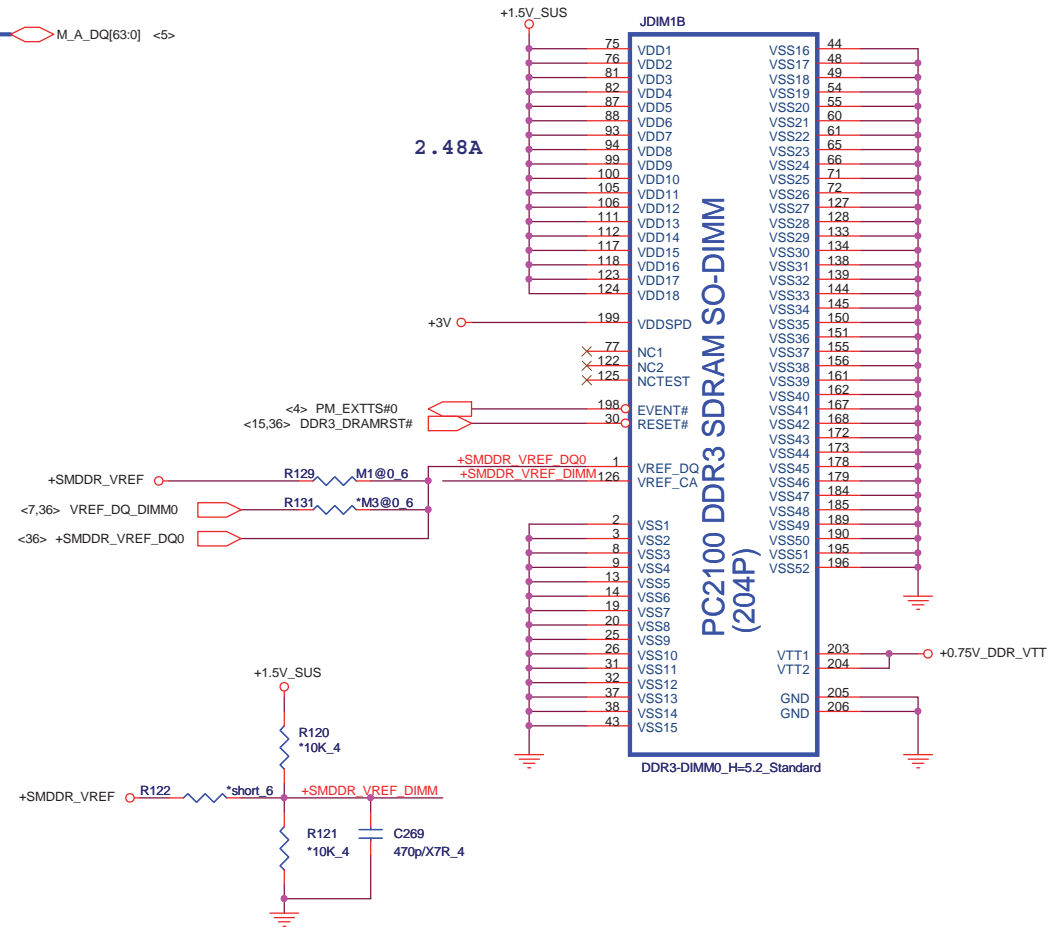 M_A_DQ[63:0] <5>
+1.5V_SUS
JDIM1B
2.48A
75 VDD1
76 VDD2
81 VDD3
82 VDD4
87 VDD5
88 VDD6
93 VDD7
94 VDD8
99 VDD9
100 VDD10
105 VDD11
106 VDD12
111 VDD13
112 VDD14
117 VDD15
118 VDD16
123 VDD17
124 VDD18
+3V 199 VDDSPD
77 NC1
122 NC2
125 NCTEST
<4> PM_EXTTS#0 198 EVENT#
<15,36> DDR3_DRAMRST# 30 RESET#
+SMDDR_VREF_DQ0 1 VREF_DQ
+SMDDR_VREF_DIMM 126 VREF_CA
+SMDDR_VREF R129 M1@0_6
<7,36> VREF_DQ_DIMM0 R131 *M3@0_6
<36> +SMDDR_VREF_DQ0
2 VSS1
3 VSS2
8 VSS3
9 VSS4
13 VSS5
14 VSS6
19 VSS7
20 VSS8
25 VSS9
26 VSS10
31 VSS11
32 VSS12
37 VSS13
38 VSS14
43 VSS15
PC2100 DDR3 SDRAM SO-DIMM
(204P)
VSS16 44
VSS17 48
VSS18 49
VSS19 54
VSS20 55
VSS21 60
VSS22 61
VSS23 65
VSS24 66
VSS25 71
VSS26 72
VSS27 127
VSS28 128
VSS29 133
VSS30 134
VSS31 138
VSS32 139
VSS33 144
VSS34 145
VSS35 150
VSS36 151
VSS37 155
VSS38 156
VSS39 161
VSS40 162
VSS41 167
VSS42 168
VSS43 172
VSS44 173
VSS45 178
VSS46 179
VSS47 184
VSS48 185
VSS49 189
VSS50 190
VSS51 195
VSS52 196
VTT1 203 +0.75V_DDR_VTT
VTT2 204
GND 205
GND 206
DDR3-DIMM0_H=5.2_Standard
+1.5V_SUS
R120
*10K_4
+SMDDR_VREF R122 *short_6 +SMDDR_VREF_DIMM
R121
*10K_4
C269
470p/X7R_4